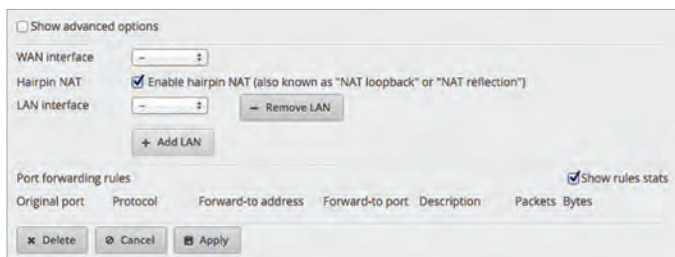 Show advanced options
WAN interface -
Hairpin NAT Enable hairpin NAT (also known as "NAT loopback" or "NAT reflection")
LAN interface - − Remove LAN
+ Add LAN
Port forwarding rules Show rules stats
Original port Protocol Forward-to address Forward-to port Description Packets Bytes
Delete Cancel Apply